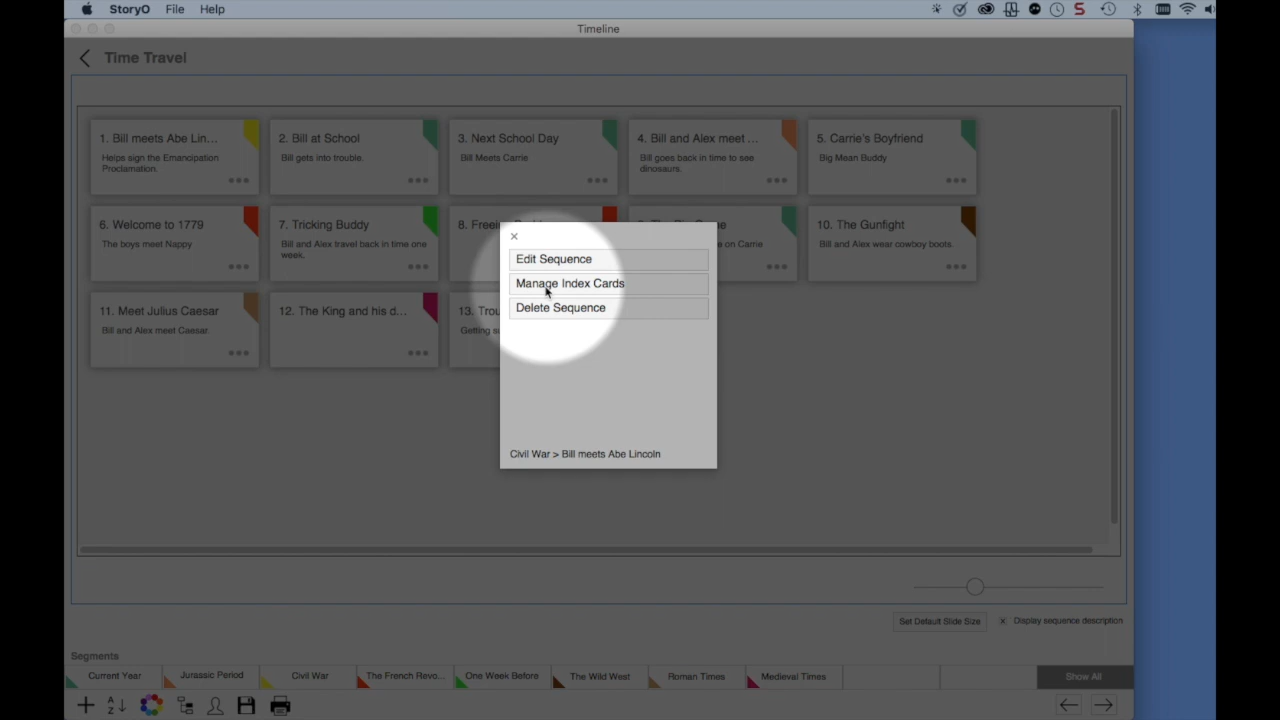 StoryO File Help
Timeline
Time Travel
1. Bill meets Abe Lin...
Helps sign the Emancipation
Proclamation.
2. Bill at School
Bill gets into trouble.
3. Next School Day
Bill Meets Carrie
4. Bill and Alex meet ...
Bill goes back in time to see
dinosaurs.
5. Carrie's Boyfriend
Big Mean Buddy
6. Welcome to 1779
The boys meet Nappy
7. Tricking Buddy
Bill and Alex travel back in time one
week.
8.
e on Carrie
10. The Gunfight
Bill and Alex wear cowboy boots.
11. Meet Julius Caesar
Bill and Alex meet Caesar.
12. The King and his d...
13. Trou
Getting s
Edit Sequence
Manage Index Cards
Delete Sequence
Civil War > Bill meets Abe Lincoln
Set Default Slide Size
Display sequence description
Segments
Current Year
Jurassic Period
Civil War
The French Revo...
One Week Before
The Wild West
Roman Times
Medieval Times
Show All